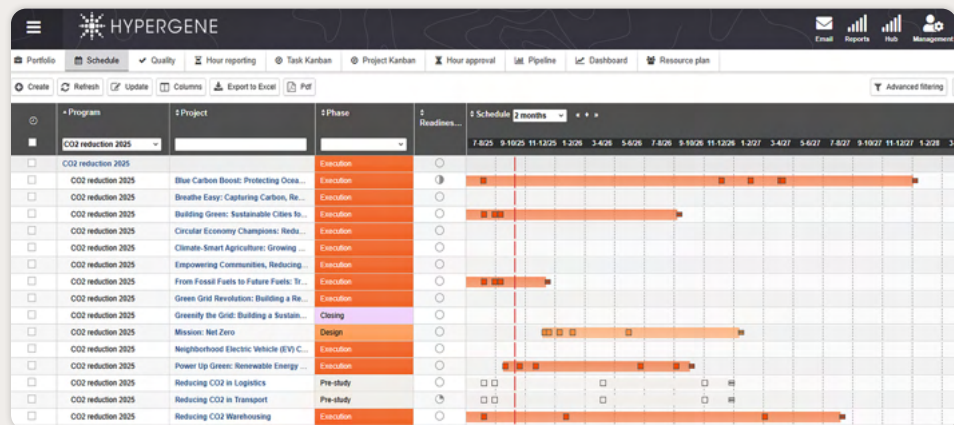 HYPERGENE
Email Reports Hub Management
Portfolio Schedule Quality Hour reporting Task Kanban Project Kanban Hour approval Pipeline Dashboard Resource plan
Create Refresh Update Columns Export to Excel Pdf Advanced filtering
Program Project Phase Readines... Schedule 2 months
CO2 reduction 2025 7-8/25 9-10/25 11-12/25 1-2/26 3-4/26 5-6/26 7-8/26 9-10/26 11-12/26 1-2/27 3-4/27 5-6/27 7-8/27 9-10/27 11-12/27 1-2/28
CO2 reduction 2025 Execution
CO2 reduction 2025 Blue Carbon Boost: Protecting Ocea... Execution
CO2 reduction 2025 Breathe Easy: Capturing Carbon, Re... Execution
CO2 reduction 2025 Building Green: Sustainable Cities fo... Execution
CO2 reduction 2025 Circular Economy Champions: Redu... Execution
CO2 reduction 2025 Climate-Smart Agriculture: Growing ... Execution
CO2 reduction 2025 Empowering Communities, Reducing... Execution
CO2 reduction 2025 From Fossil Fuels to Future Fuels: Tr... Execution
CO2 reduction 2025 Green Grid Revolution: Building a Re... Execution
CO2 reduction 2025 Greenify the Grid: Building a Sustain... Closing
CO2 reduction 2025 Mission: Net Zero Design
CO2 reduction 2025 Neighborhood Electric Vehicle (EV) C... Execution
CO2 reduction 2025 Power Up Green: Renewable Energy ... Execution
CO2 reduction 2025 Reducing CO2 in Logistics Pre-study
CO2 reduction 2025 Reducing CO2 in Transport Pre-study
CO2 reduction 2025 Reducing CO2 Warehousing Execution